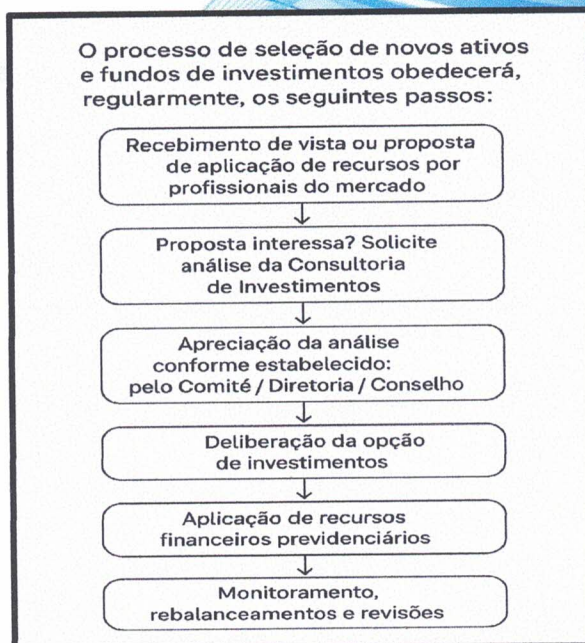 O processo de seleção de novos ativos
e fundos de investimentos obedecerá,
regularmente, os seguintes passos:
Recebimento de vista ou proposta
de aplicação de recursos por
profissionais do mercado
Proposta interessa? Solicite
análise da Consultoria
de Investimentos
Apreciação da análise
conforme estabelecido:
pelo Comité / Diretoria / Conselho
Deliberação da opção
de investimentos
Aplicação de recursos
financeiros previdenciários
Monitoramento,
rebalanceamentos e revisões